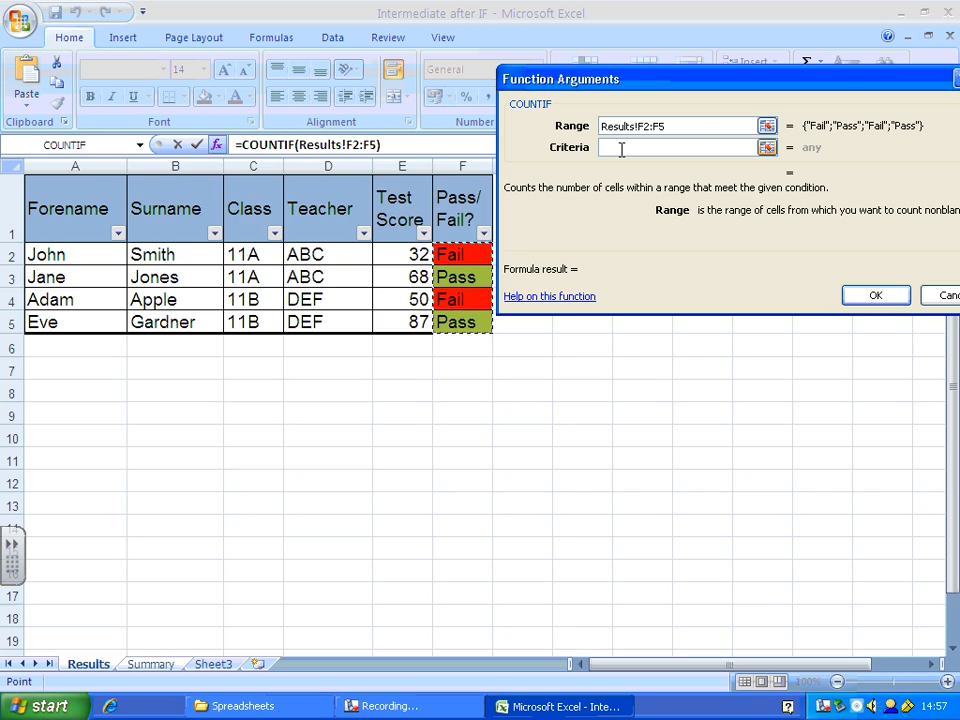 Intermediate after IF - Microsoft Excel
Home Insert Page Layout Formulas Data Review View
Paste
14 A A
General
Insert Σ
B I U A
%
Clipboard Font Alignment Number
COUNTIF =COUNTIF(Results!F2:F5)
Function Arguments
COUNTIF
Range Results!F2:F5 = {"Fail";"Pass";"Fail";"Pass"}
Criteria = any
=
Counts the number of cells within a range that meet the given condition.
Range is the range of cells from which you want to count nonblan
Formula result =
Help on this function OK Canc
A B C D E F
1 Forename Surname Class Teacher Test Score Pass/ Fail?
2 John Smith 11A ABC 32 Fail
3 Jane Jones 11A ABC 68 Pass
4 Adam Apple 11B DEF 50 Fail
5 Eve Gardner 11B DEF 87 Pass
6
7
8
9
10
11
12
13
17
18
19
Results Summary Sheet3
Point 100%
start Spreadsheets Recording... Microsoft Excel - Inte... 14:57